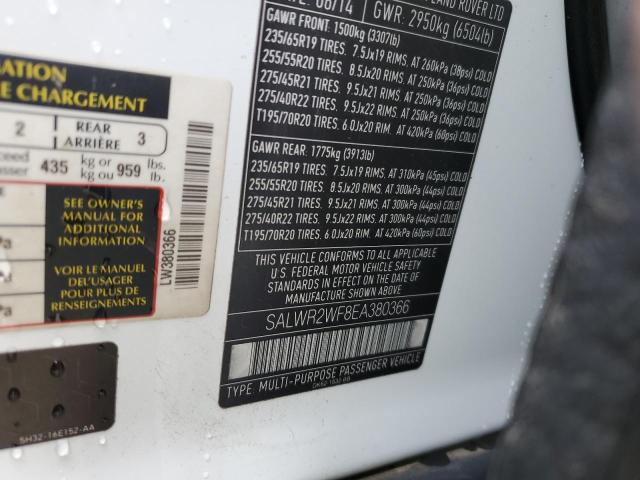 MATION
E CHARGEMENT
2 REAR ARRIÈRE 3
435 kg or kg ou 959 lbs. lb.
SEE OWNER'S
MANUAL FOR
ADDITIONAL
INFORMATION
VOIR LE MANUEL
DE L'USAGER
POUR PLUS DE
RENSEIGNEMENTS
LW380366
5H32-16E152-AA
08/14 LAND ROVER LTD
GWR: 2950kg (6504lb)
GAWR FRONT: 1500kg (3307lb)
235/65R19 TIRES. 7.5Jx19 RIMS. AT 260kPa (38psi) COLD
255/55R20 TIRES. 8.5Jx20 RIMS. AT 250kPa (36psi) COLD
275/45R21 TIRES. 9.5Jx21 RIMS. AT 250kPa (36psi) COLD
275/40R22 TIRES. 9.5Jx22 RIMS. AT 250kPa (36psi) COLD
T195/70R20 TIRES. 6.0Jx20 RIM. AT 420kPa (60psi) COLD
GAWR REAR: 1775kg (3913lb)
235/65R19 TIRES. 7.5Jx19 RIMS. AT 310kPa (45psi) COLD
255/55R20 TIRES. 8.5Jx20 RIMS. AT 300kPa (44psi) COLD
275/45R21 TIRES. 9.5Jx21 RIMS. AT 300kPa (44psi) COLD
275/40R22 TIRES. 9.5Jx22 RIMS. AT 300kPa (44psi) COLD
T195/70R20 TIRES. 6.0Jx20 RIM. AT 420kPa (60psi) COLD
THIS VEHICLE CONFORMS TO ALL APPLICABLE
U.S. FEDERAL MOTOR VEHICLE SAFETY
STANDARDS IN EFFECT ON THE DATE OF
MANUFACTURE SHOWN ABOVE.
SALWR2WF8EA380366
TYPE: MULTI-PURPOSE PASSENGER VEHICLE